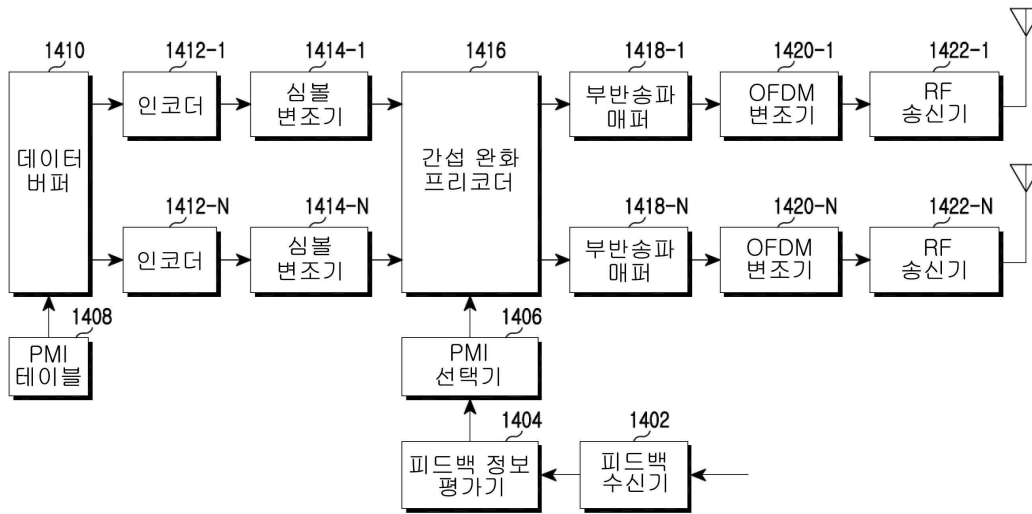 1410
1412-1
1414-1
1416
1418-1
1420-1
1422-1
데이터
버퍼
인코더
심볼
변조기
간섭 완화
프리코더
부반송파
매퍼
OFDM
변조기
RF
송신기
1412-N
1414-N
1418-N
1420-N
1422-N
인코더
심볼
변조기
부반송파
매퍼
OFDM
변조기
RF
송신기
1408
PMI
테이블
1406
PMI
선택기
1404
피드백 정보
평가기
1402
피드백
수신기